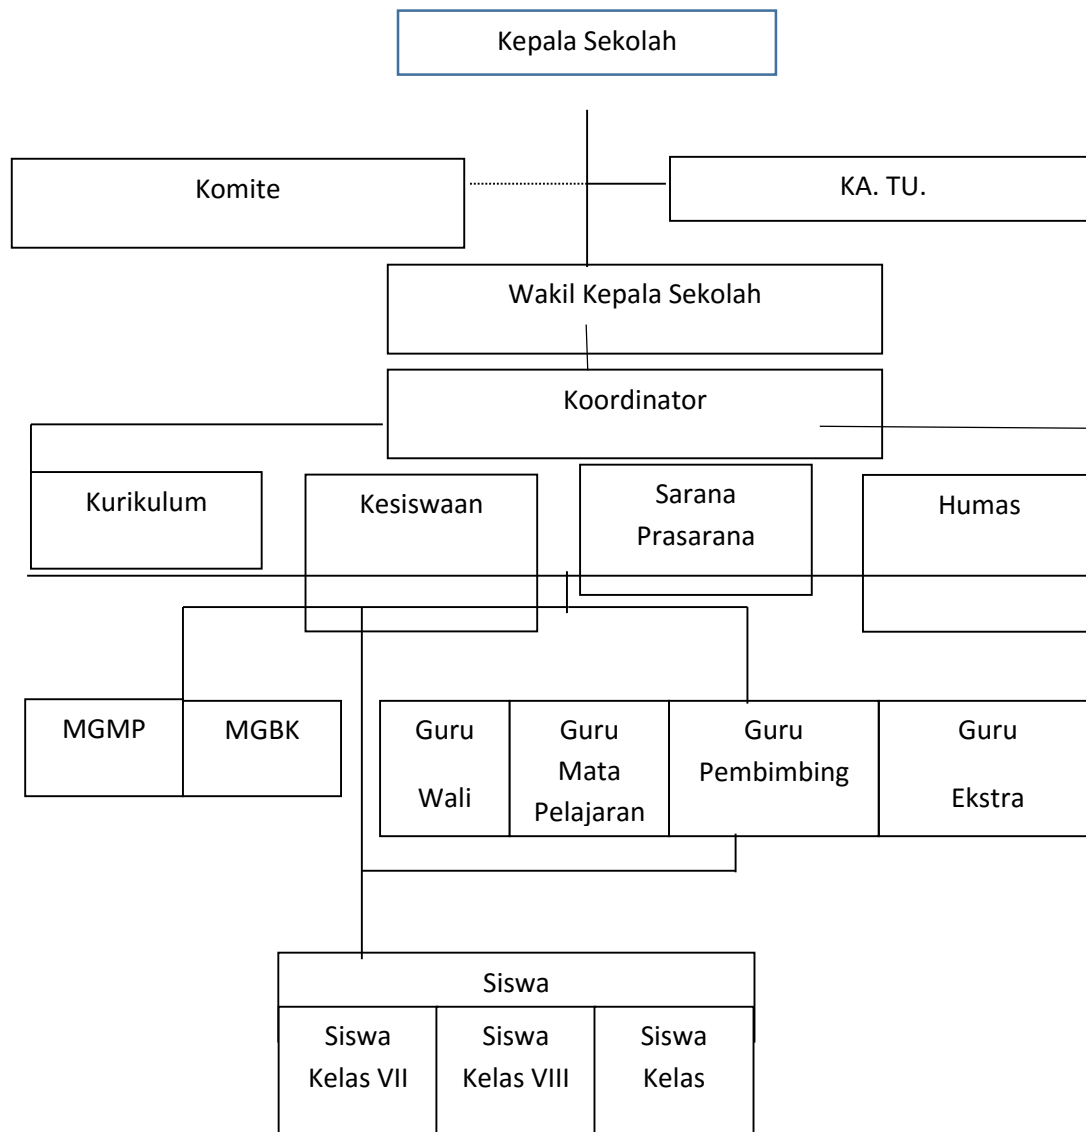 Kepala Sekolah
Komite
KA. TU.
Wakil Kepala Sekolah
Koordinator
Kurikulum
Kesiswaan
Sarana
Prasarana
Humas
MGMP
MGBK
Guru
Wali
Guru
Mata
Pelajaran
Guru
Pembimbing
Guru
Ekstra
Siswa
Siswa
Kelas VII
Siswa
Kelas VIII
Siswa
Kelas